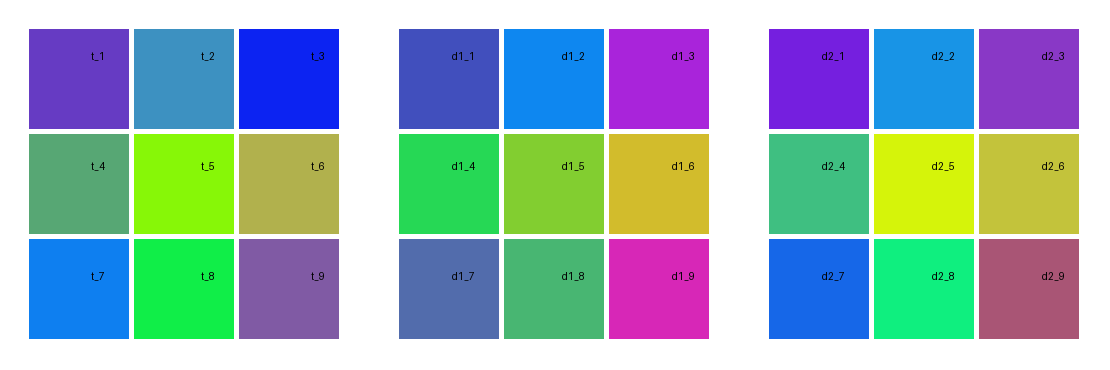 t_1 t_2 t_3 d1_1 d1_2 d1_3 d2_1 d2_2 d2_3
t_4 t_5 t_6 d1_4 d1_5 d1_6 d2_4 d2_5 d2_6
t_7 t_8 t_9 d1_7 d1_8 d1_9 d2_7 d2_8 d2_9